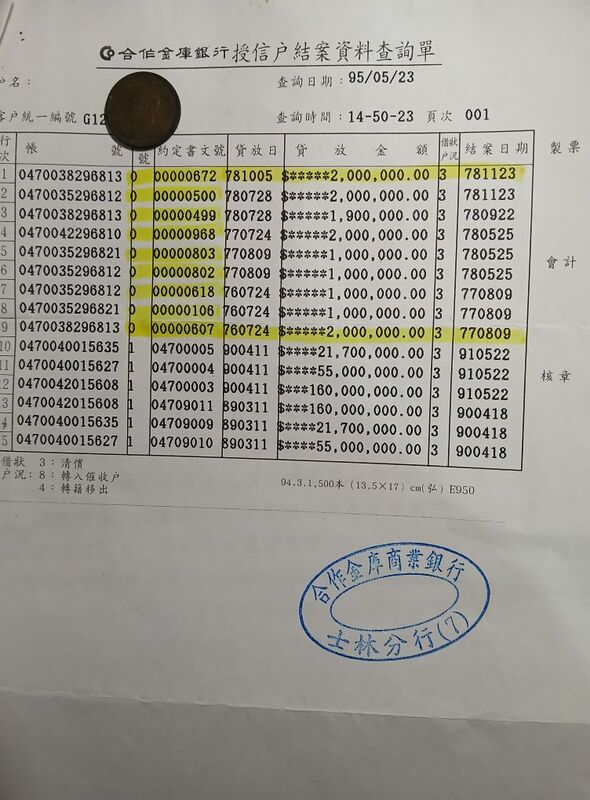 合作金庫銀行授信戶結案資料查詢單
戶名： 查詢日期：95/05/23
客戶統一編號 G12 查詢時間：14-50-23 頁次 001
行次 帳號 號 約定書文號 貸放日 貸放金額 借狀戶況 結案日期 製票
1 0470038296813 0 00000672 781005 $*****2,000,000.00 3 781123
2 0470035296812 0 00000500 780728 $*****2,000,000.00 3 781123
3 0470038296813 0 00000499 780728 $*****1,900,000.00 3 780922
4 0470042296810 0 00000968 770724 $*****2,000,000.00 3 780525
5 0470035296821 0 00000803 770809 $*****1,000,000.00 3 780525
會計
6 0470035296812 0 00000802 770809 $*****1,000,000.00 3 780525
7 0470035296812 0 00000618 760724 $*****1,000,000.00 3 770809
8 0470035296821 0 00000106 760724 $*****1,000,000.00 3 770809
9 0470038296813 0 00000607 760724 $*****2,000,000.00 3 770809
10 0470040015635 1 04700005 900411 $****21,700,000.00 3 910522
11 0470040015627 1 04700004 900411 $****55,000,000.00 3 910522
核章
12 0470042015608 1 04700003 900411 $***160,000,000.00 3 910522
13 0470042015608 1 04709011 890311 $***160,000,000.00 3 900418
4 0470040015635 1 04709009 890311 $****21,700,000.00 3 900418
5 0470040015627 1 04709010 890311 $****55,000,000.00 3 900418
借狀 3：清償
戶況：8：轉入催收戶
4：轉籍移出
94.3.1,500本 (13.5×17) cm(弘) E950
合作金庫商業銀行
士林分行(7)